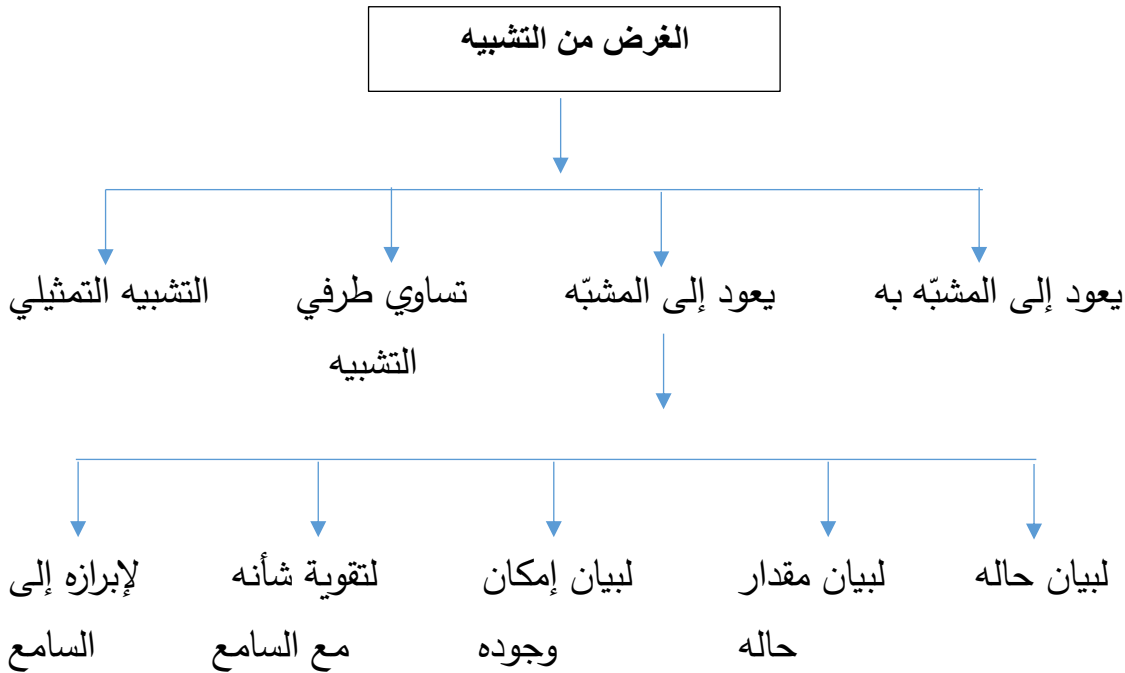 الغرض من التشبيه
يعود إلى المشبّه به
يعود إلى المشبّه
تساوي طرفي
التشبيه
التشبيه التمثيلي
لبيان حاله
لبيان مقدار
حاله
لبيان إمكان
وجوده
لتقوية شأنه
مع السامع
لإبرازه إلى
السامع